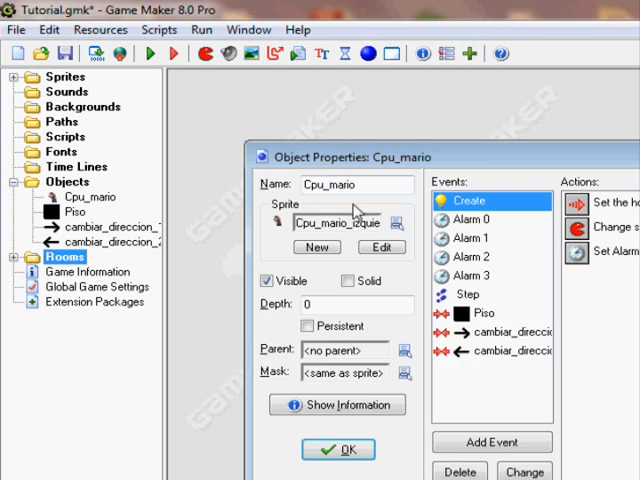 Tutorial.gmk* - Game Maker 8.0 Pro
File Edit Resources Scripts Run Window Help
Sprites
Sounds
Backgrounds
Paths
Scripts
Fonts
Time Lines
Objects
Cpu_mario
Piso
cambiar_direccion_
cambiar_direccion_2
Rooms
Game Information
Global Game Settings
Extension Packages
Object Properties: Cpu_mario
Name: Cpu_mario
Sprite
Cpu_mario_izquie
New Edit
Visible Solid
Depth: 0
Persistent
Parent: <no parent>
Mask: <same as sprite>
Show Information
OK
Events:
Create
Alarm 0
Alarm 1
Alarm 2
Alarm 3
Step
Piso
cambiar_direccic
cambiar_direccic
Add Event
Delete Change
Actions:
Set the ho
Change s
Set Alarm